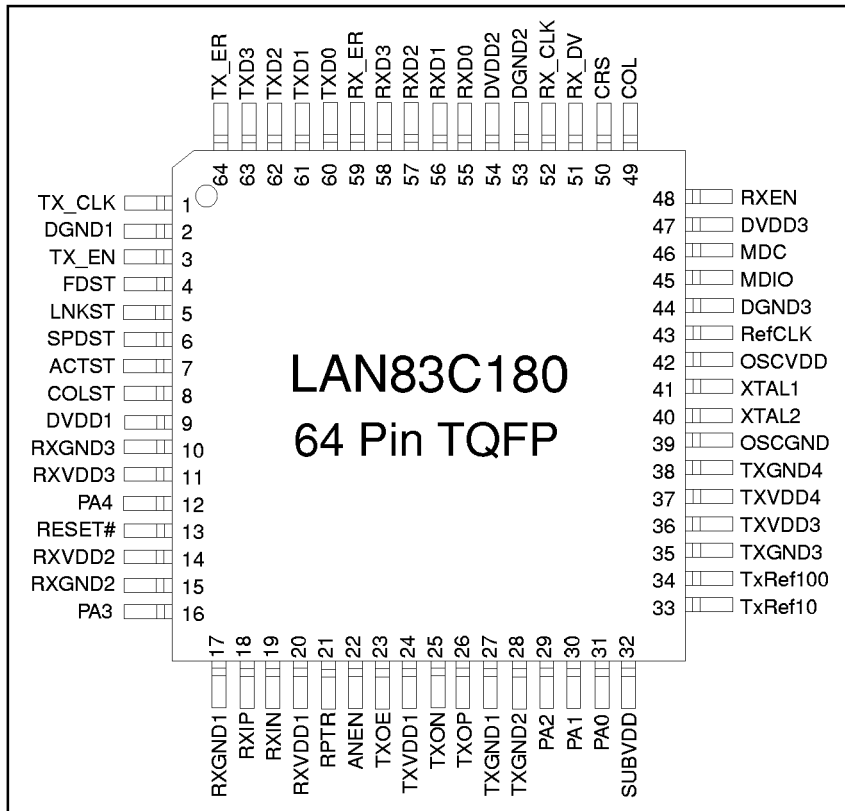 TX_ER TXD3 TXD2 TXD1 TXD0 RX_ER RXD3 RXD2 RXD1 RXD0 DVDD2 DGND2 RX_CLK RX_DV CRS COL
64 63 62 61 60 59 58 57 56 55 54 53 52 51 50 49
TX_CLK 1
DGND1 2
TX_EN 3
FDST 4
LNKST 5
SPDST 6
ACTST 7
COLST 8
DVDD1 9
RXGND3 10
RXVDD3 11
PA4 12
RESET# 13
RXVDD2 14
RXGND2 15
PA3 16
LAN83C180
64 Pin TQFP
48 RXEN
47 DVDD3
46 MDC
45 MDIO
44 DGND3
43 RefCLK
42 OSCVDD
41 XTAL1
40 XTAL2
39 OSCGND
38 TXGND4
37 TXVDD4
36 TXVDD3
35 TXGND3
34 TxRef100
33 TxRef10
17 18 19 20 21 22 23 24 25 26 27 28 29 30 31 32
RXGND1 RXIP RXIN RXVDD1 RPTR ANEN TXOE TXVDD1 TXON TXOP TXGND1 TXGND2 PA2 PA1 PA0 SUBVDD